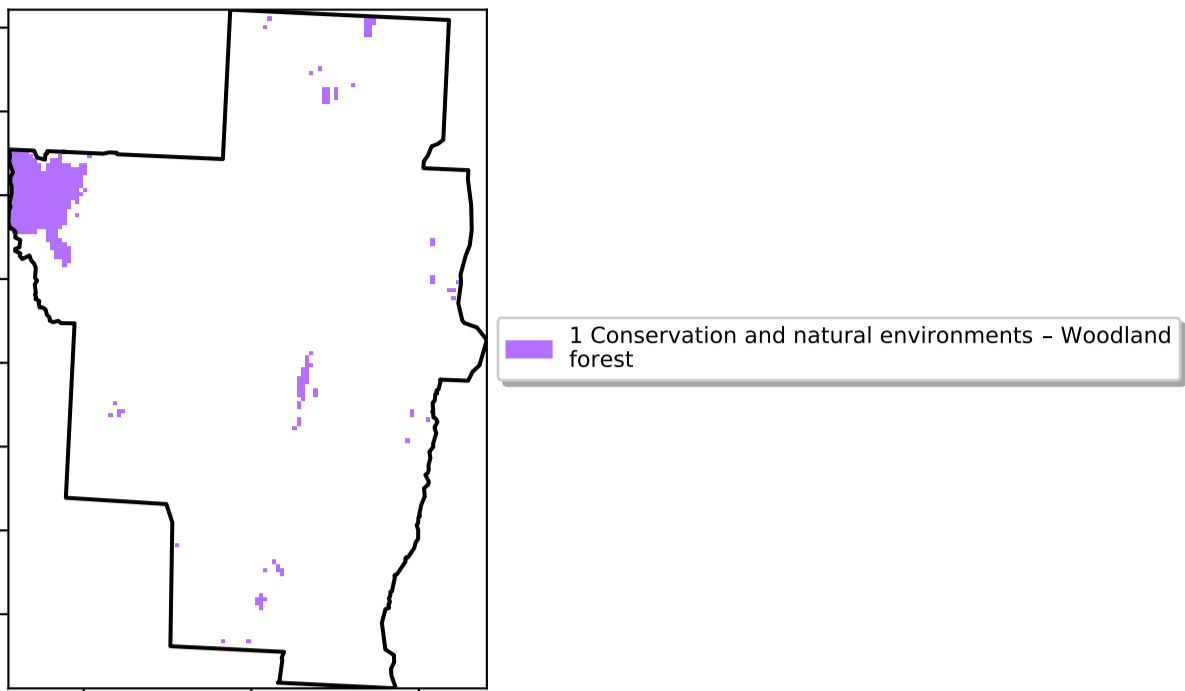 1 Conservation and natural environments – Woodland
forest